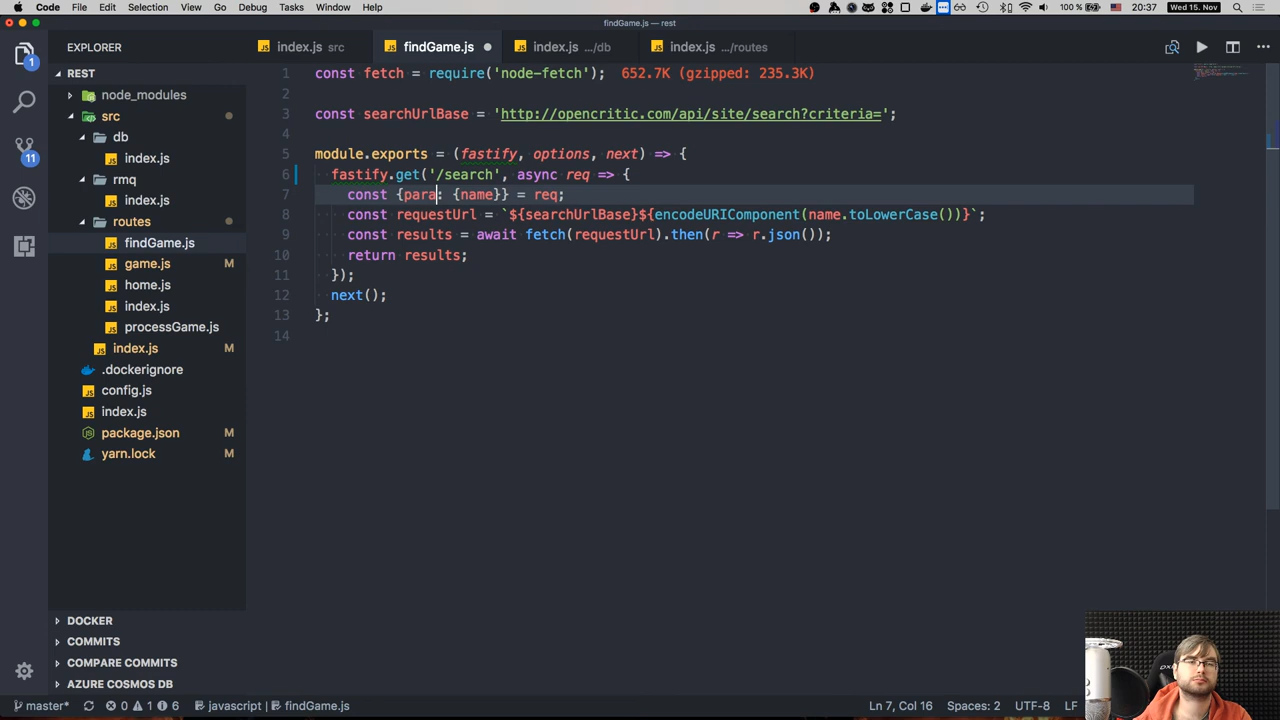 Code File Edit Selection View Go Debug Tasks Window Help 100 % 20:37 Wed 15. Nov
findGame.js — rest
EXPLORER
index.js src
findGame.js
index.js .../db
index.js .../routes
REST
node_modules
src
db
index.js
rmq
index.js
routes
findGame.js
game.js M
home.js
index.js
processGame.js
index.js M
.dockerignore
config.js
index.js
package.json M
yarn.lock M
DOCKER
COMMITS
COMPARE COMMITS
AZURE COSMOS DB
1
11
1 const fetch = require('node-fetch'); 652.7K (gzipped: 235.3K)
2
3 const searchUrlBase = 'http://opencritic.com/api/site/search?criteria=';
4
5 module.exports = (fastify, options, next) => {
6 fastify.get('/search', async req => {
7 const {para: {name}} = req;
8 const requestUrl = `${searchUrlBase}${encodeURIComponent(name.toLowerCase())}`;
9 const results = await fetch(requestUrl).then(r => r.json());
10 return results;
11 });
12 next();
13 };
14
master* 0 1 6 javascript findGame.js Ln 7, Col 16 Spaces: 2 UTF-8 LF